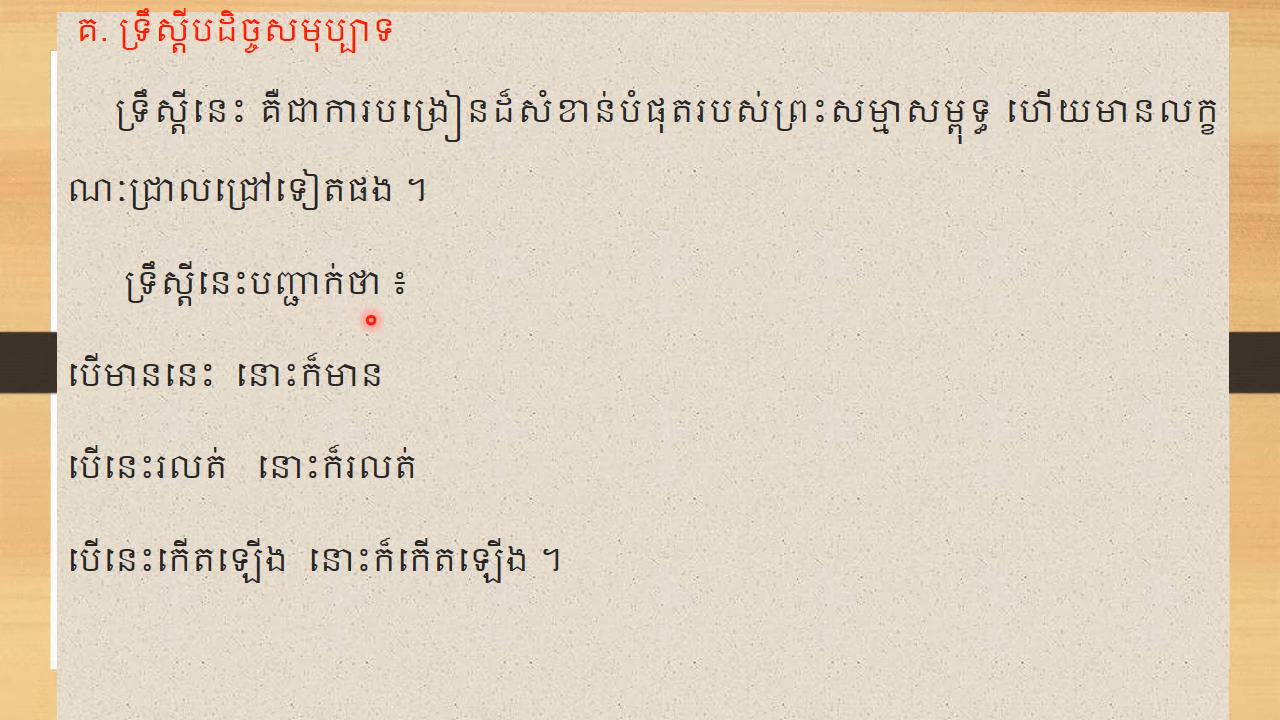 គ. ទ្រឹស្តីបដិច្ចសមុប្បាទ
ទ្រឹស្តីនេះ គឺជាការបង្រៀនដ៏សំខាន់បំផុតរបស់ព្រះសម្មាសម្ពុទ្ធ ហើយមានលក្ខ
ណៈជ្រាលជ្រៅទៀតផង ។
ទ្រឹស្តីនេះបញ្ជាក់ថា ៖
បើមាននេះ នោះក៏មាន
បើនេះរលត់ នោះក៏រលត់
បើនេះកើតឡើង នោះក៏កើតឡើង ។